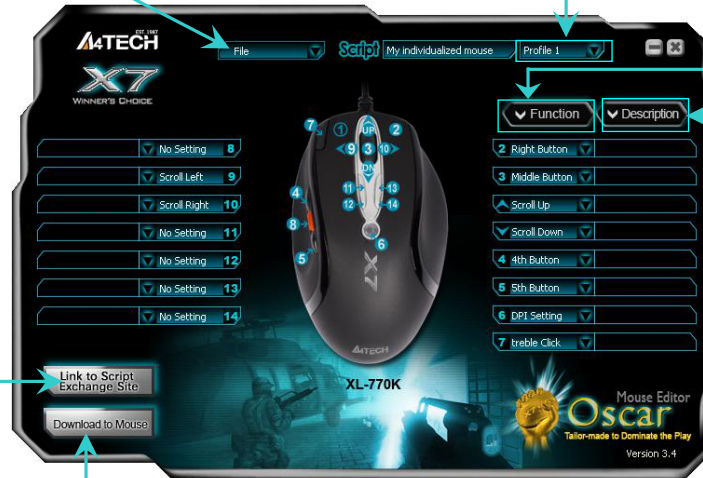 EST. 1987
A4TECH
File
Script
My individualized mouse
Profile 1
X7
WINNER'S CHOICE
Function
Description
7
1
UP
2
9
3
10
DN
11
13
12
14
4
8
5
6
X7
A4TECH
XL-770K
No Setting 8
Scroll Left 9
Scroll Right 10
No Setting 11
No Setting 12
No Setting 13
No Setting 14
2 Right Button
3 Middle Button
Scroll Up
Scroll Down
4 4th Button
5 5th Button
6 DPI Setting
7 treble Click
Link to Script
Exchange Site
Download to Mouse
Mouse Editor
Oscar
Tailor-made to Dominate the Play
Version 3.4